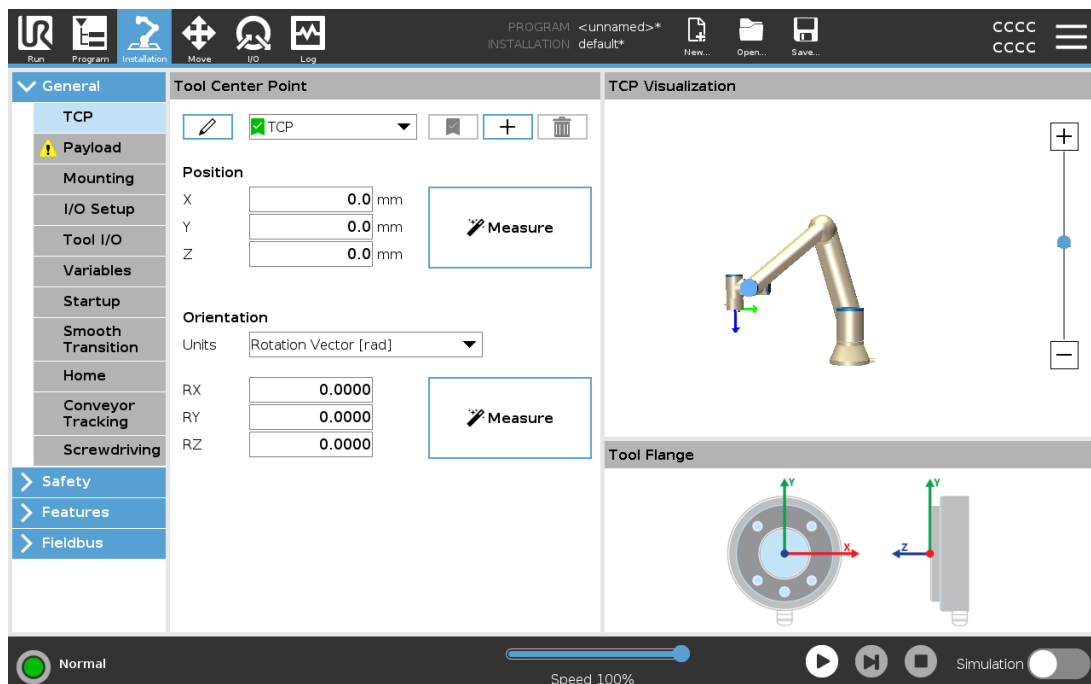 PROGRAM <unnamed>*
INSTALLATION default*
CCCC
CCCC
UR
Run
Program
Installation
Move
I/O
Log
New...
Open...
Save...
General
TCP
Payload
Mounting
I/O Setup
Tool I/O
Variables
Startup
Smooth
Transition
Home
Conveyor
Tracking
Screwdriving
Safety
Features
Fieldbus
Tool Center Point
TCP
Position
X 0.0 mm
Y 0.0 mm
Z 0.0 mm
Measure
Orientation
Units Rotation Vector [rad]
RX 0.0000
RY 0.0000
RZ 0.0000
Measure
TCP Visualization
Tool Flange
Y
X
Y
Z
Normal
Speed 100%
Simulation